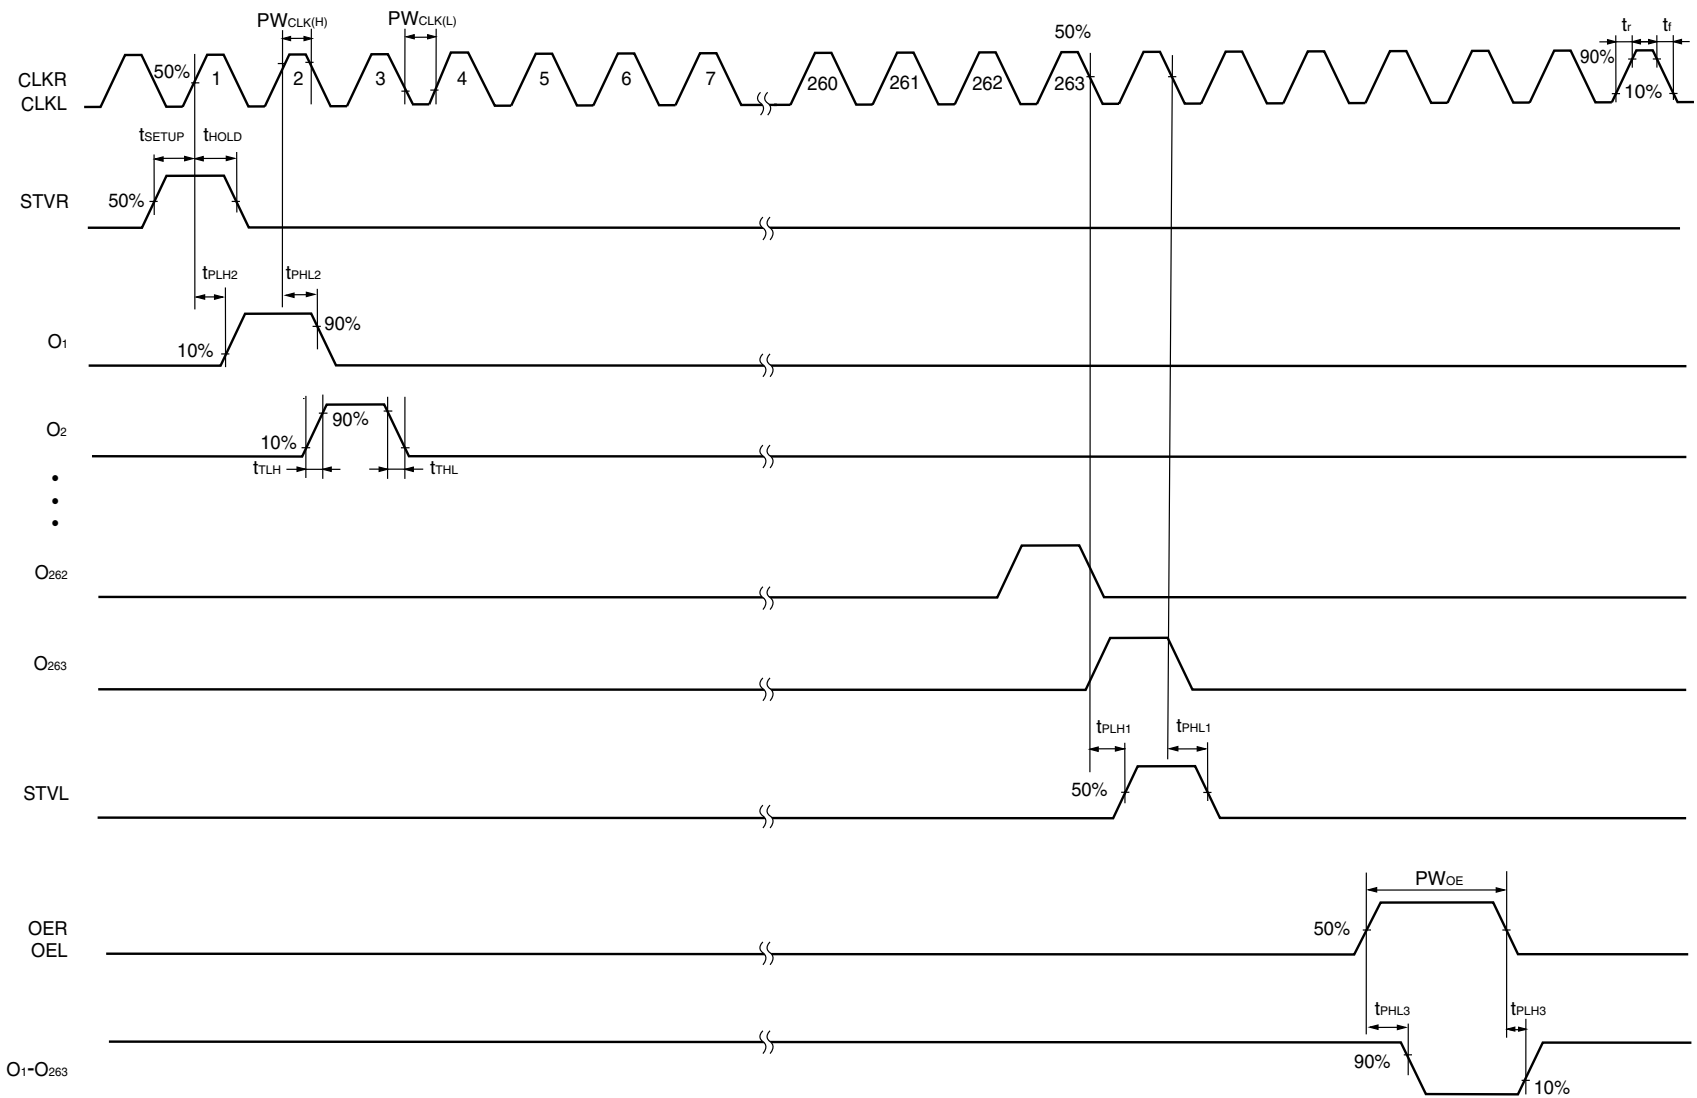 PWCLK(H)
PWCLK(L)
50%
tr
tf
CLKR
CLKL
50%
1
2
3
4
5
6
7
260
261
262
263
90%
10%
tSETUP
tHOLD
STVR
50%
tPLH2
tPHL2
O1
10%
90%
O2
10%
90%
tTLH
tTHL
O262
O263
tPLH1
tPHL1
STVL
50%
PWOE
OER
OEL
50%
tPHL3
tPLH3
O1-O263
90%
10%